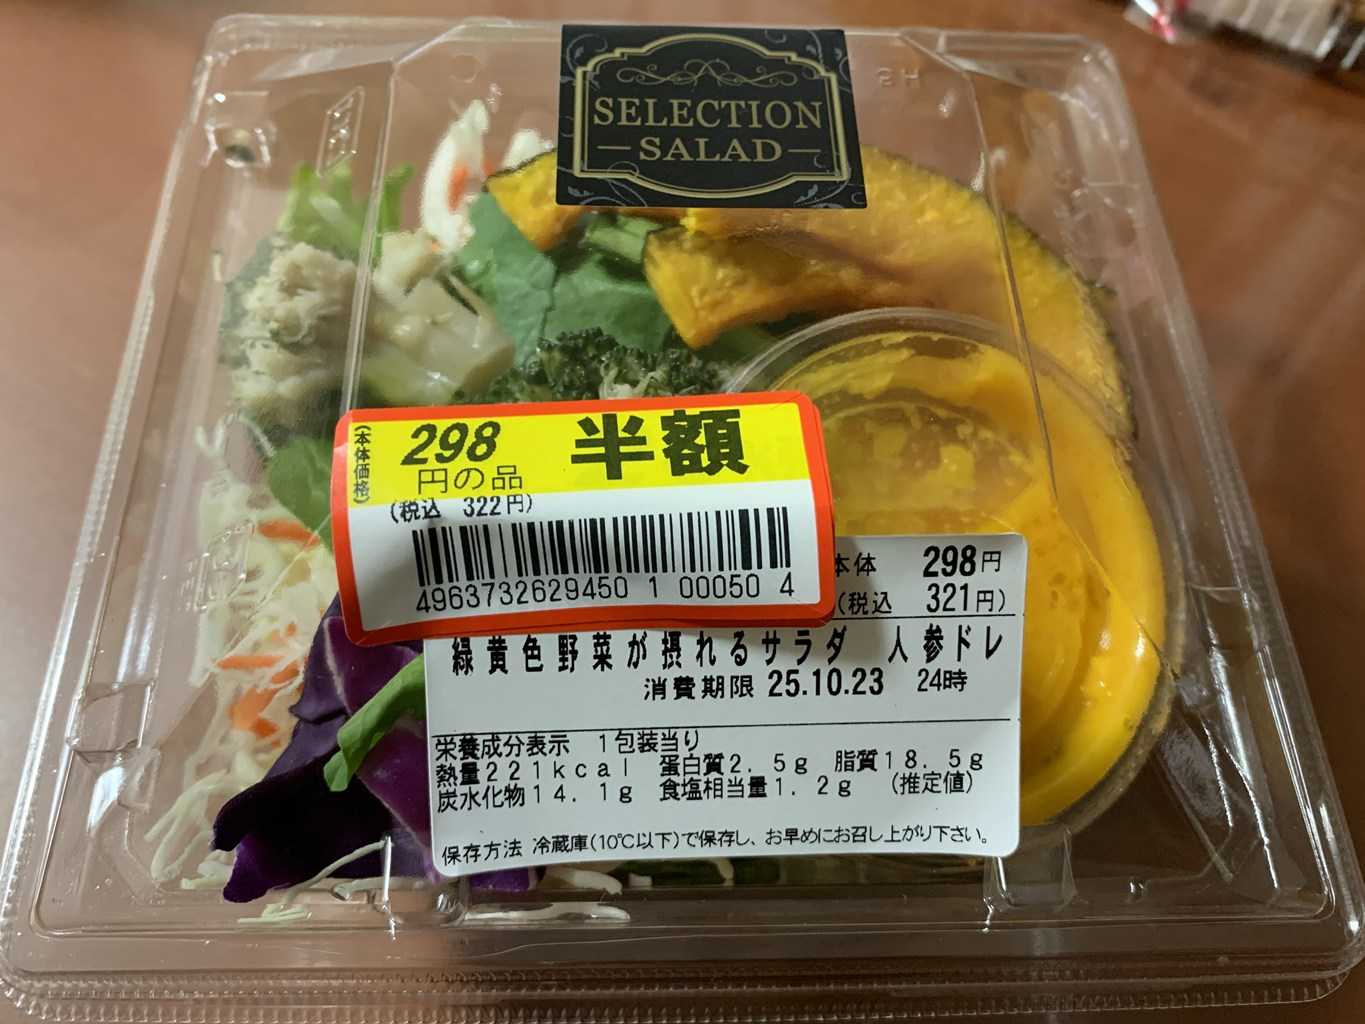 SELECTION
SALAD
(本体価格)
298
円の品
半額
(税込 322円)
4963732629450 1 00050 4
本体 298円
(税込 321円)
緑黄色野菜が摂れるサラダ 人参ドレ
消費期限 25.10.23 24時
栄養成分表示 1包装当り
熱量221kcal 蛋白質2.5g 脂質18.5g
炭水化物14.1g 食塩相当量1.2g (推定値)
保存方法 冷蔵庫(10℃以下)で保存し、お早めにお召し上がり下さい。